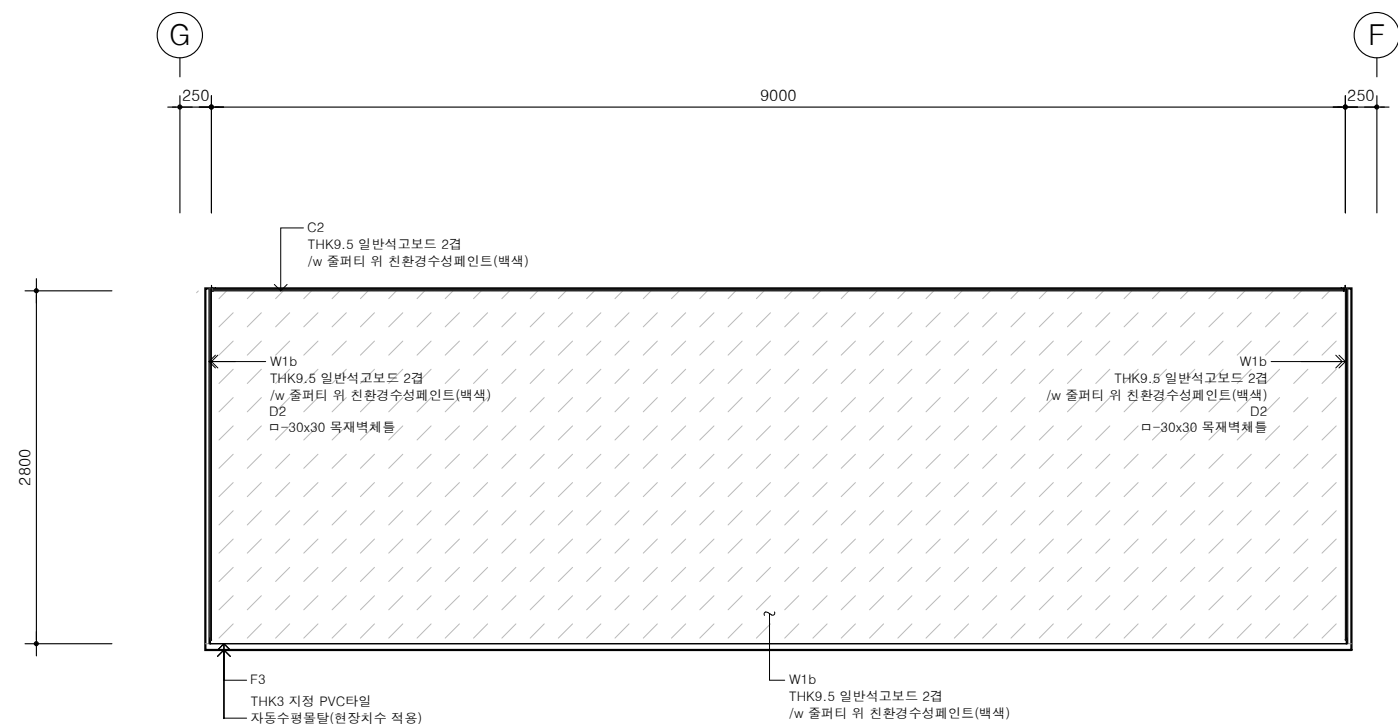 G
F
250
9000
250
C2
THK9.5 일반석고보드 2겹
/w 줄퍼티 위 친환경수성페인트(백색)
2800
W1b
THK9.5 일반석고보드 2겹
/w 줄퍼티 위 친환경수성페인트(백색)
D2
ㅁ-30x30 목재벽체틀
W1b
THK9.5 일반석고보드 2겹
/w 줄퍼티 위 친환경수성페인트(백색)
D2
ㅁ-30x30 목재벽체틀
F3
THK3 지정 PVC타일
자동수평몰탈(현장치수 적용)
W1b
THK9.5 일반석고보드 2겹
/w 줄퍼티 위 친환경수성페인트(백색)